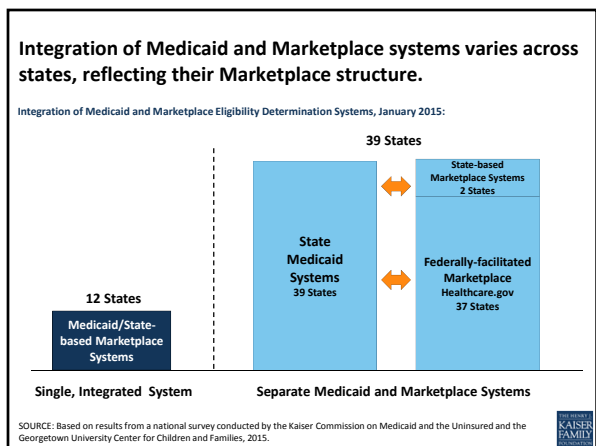 Integration of Medicaid and Marketplace systems varies across
states, reflecting their Marketplace structure.
Integration of Medicaid and Marketplace Eligibility Determination Systems, January 2015:
39 States
State-based
Marketplace Systems
2 States
State
Medicaid
Systems
39 States
Federally-facilitated
Marketplace
Healthcare.gov
37 States
12 States
Medicaid/State-
based Marketplace
Systems
Single, Integrated System
Separate Medicaid and Marketplace Systems
SOURCE: Based on results from a national survey conducted by the Kaiser Commission on Medicaid and the Uninsured and the
Georgetown University Center for Children and Families, 2015.
THE HENRY J.
KAISER
FAMILY
FOUNDATION